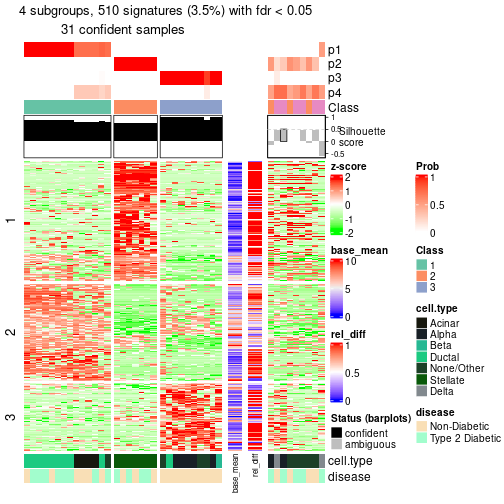 4 subgroups, 510 signatures (3.5%) with fdr < 0.05
31 confident samples
p1
p2
p3
p4
Class
1
0.5
0
-0.5
Silhouette
score
1
2
3
base_mean
rel_diff
cell.type
disease
z-score
2
1
0
-1
-2
base_mean
10
5
0
rel_diff
1
0.5
0
Status (barplots)
confident
ambiguous
Prob
1
0.5
0
Class
1
2
3
cell.type
Acinar
Alpha
Beta
Ductal
None/Other
Stellate
Delta
disease
Non-Diabetic
Type 2 Diabetic